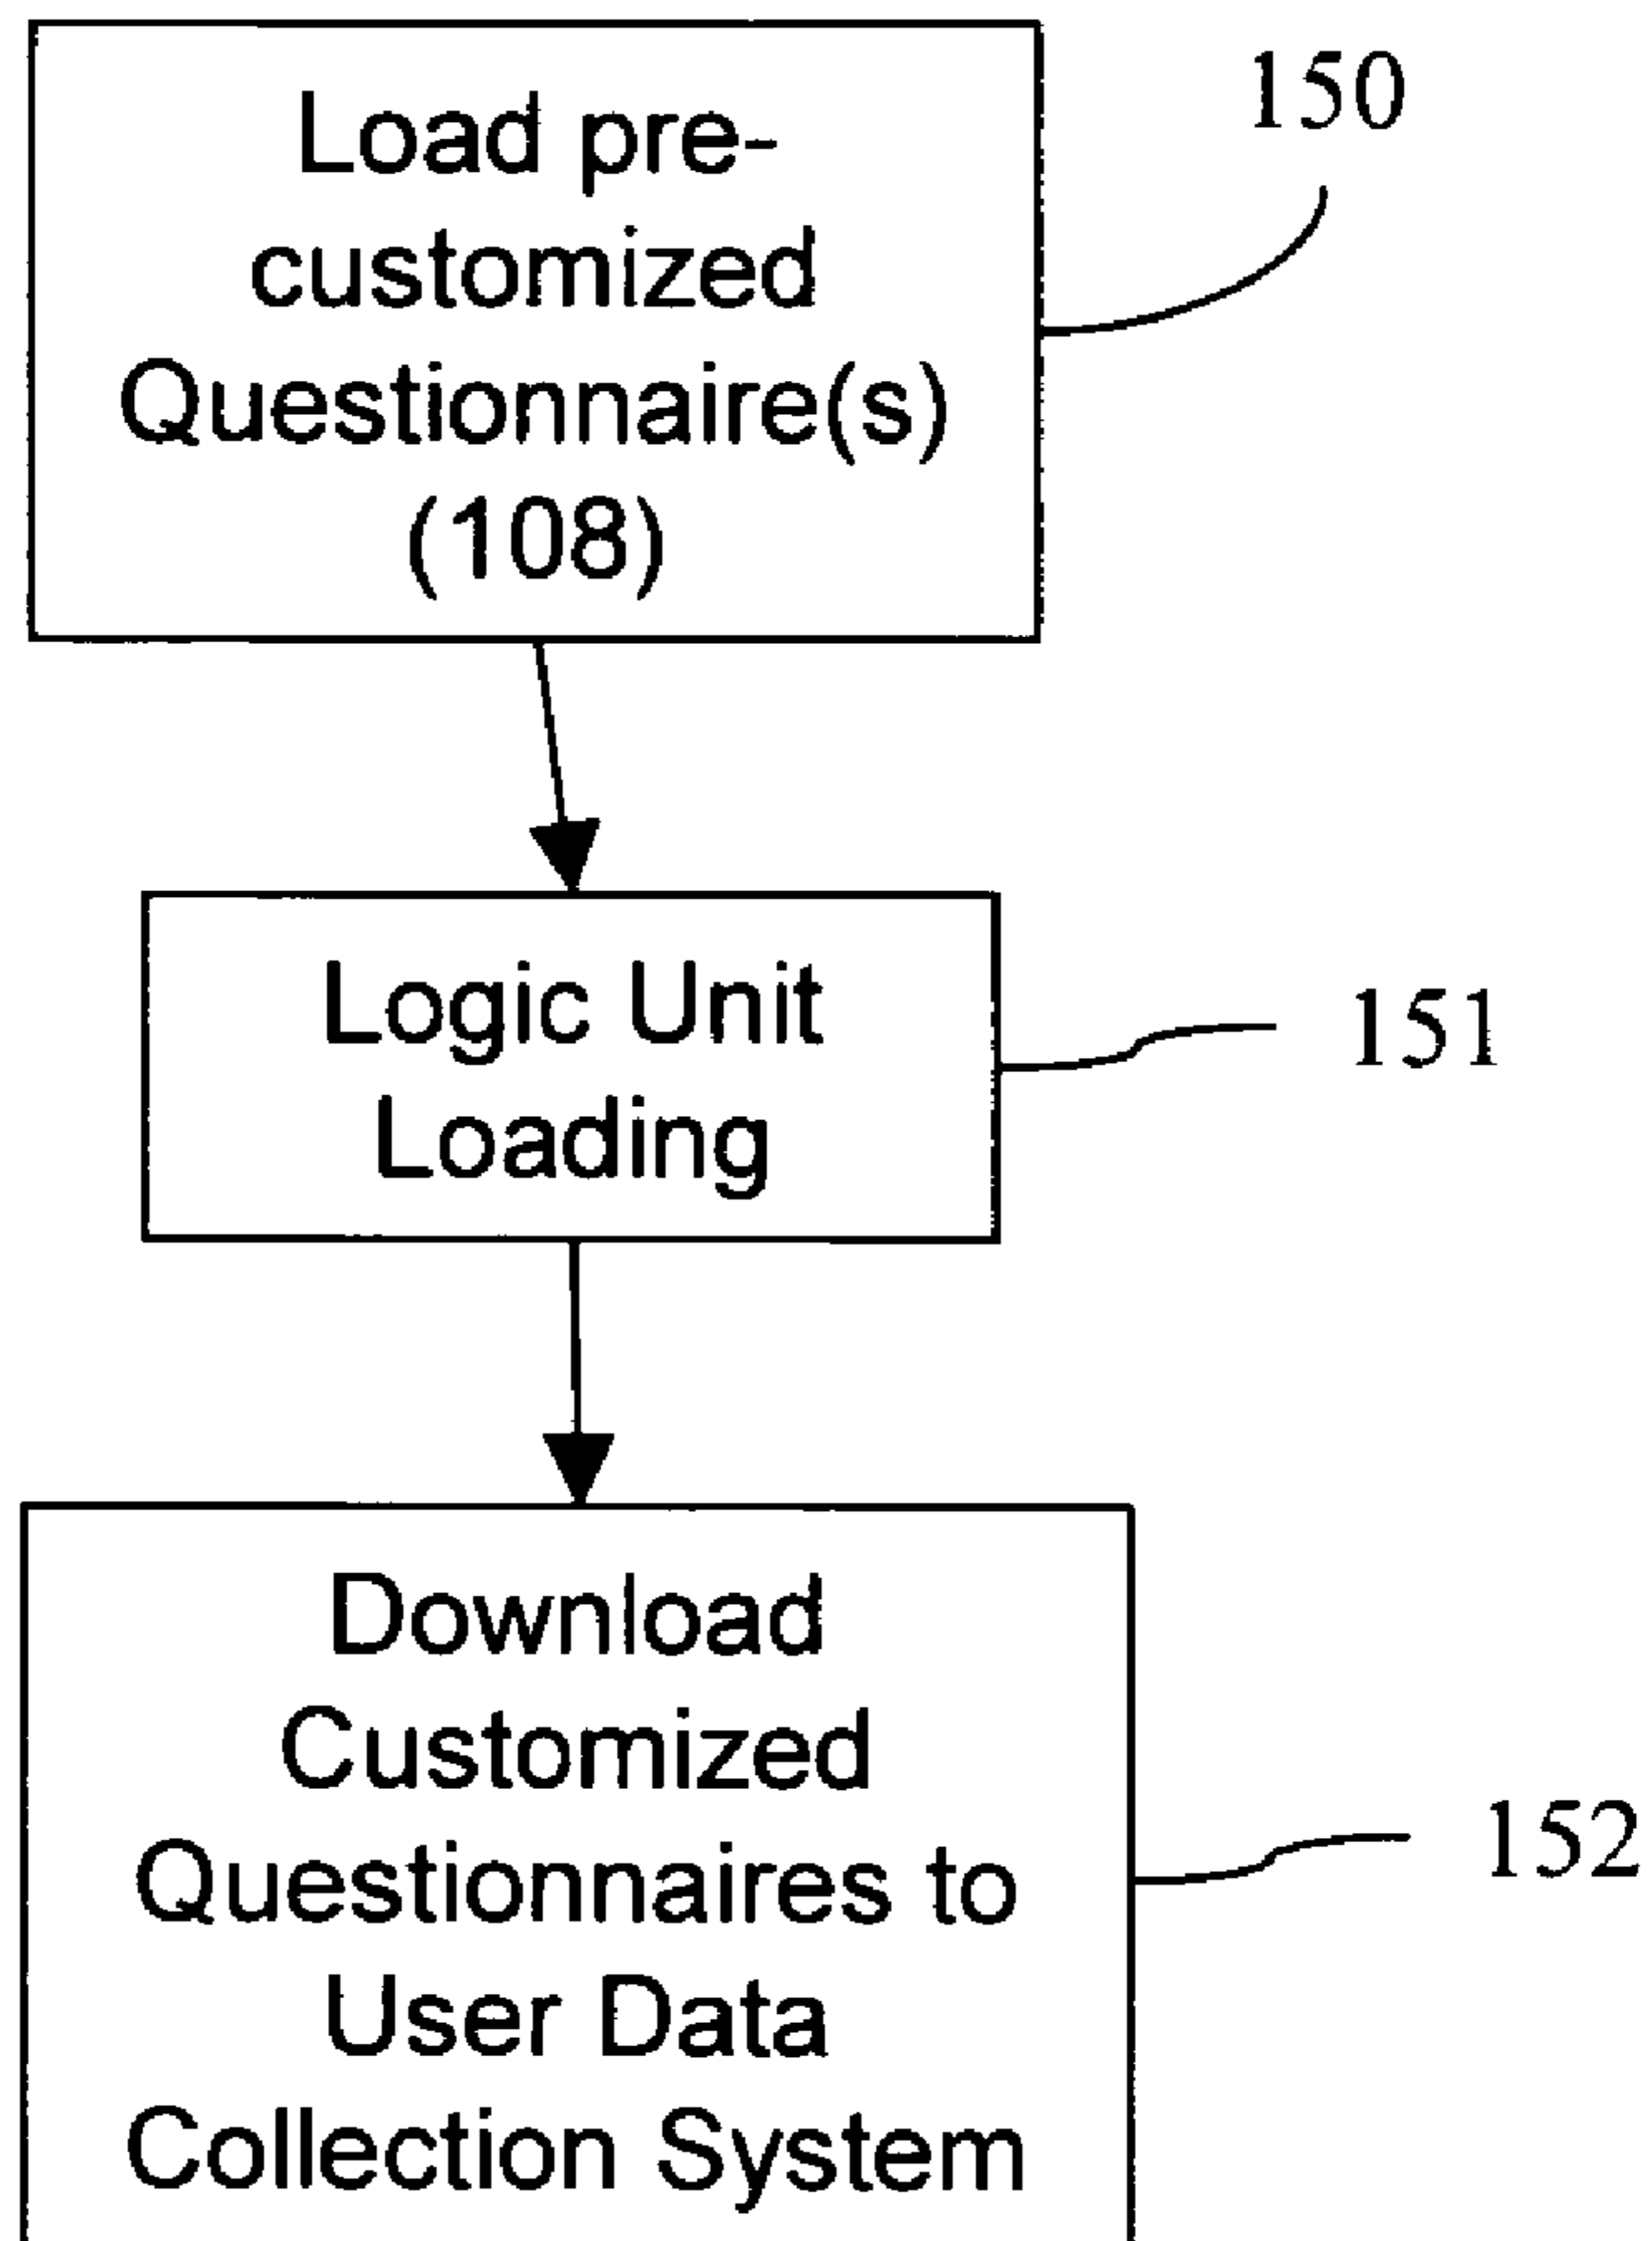 Load pre-
customized
Questionnaire(s)
(108)
150
Logic Unit
Loading
151
Download
Customized
Questionnaires to
User Data
Collection System
152